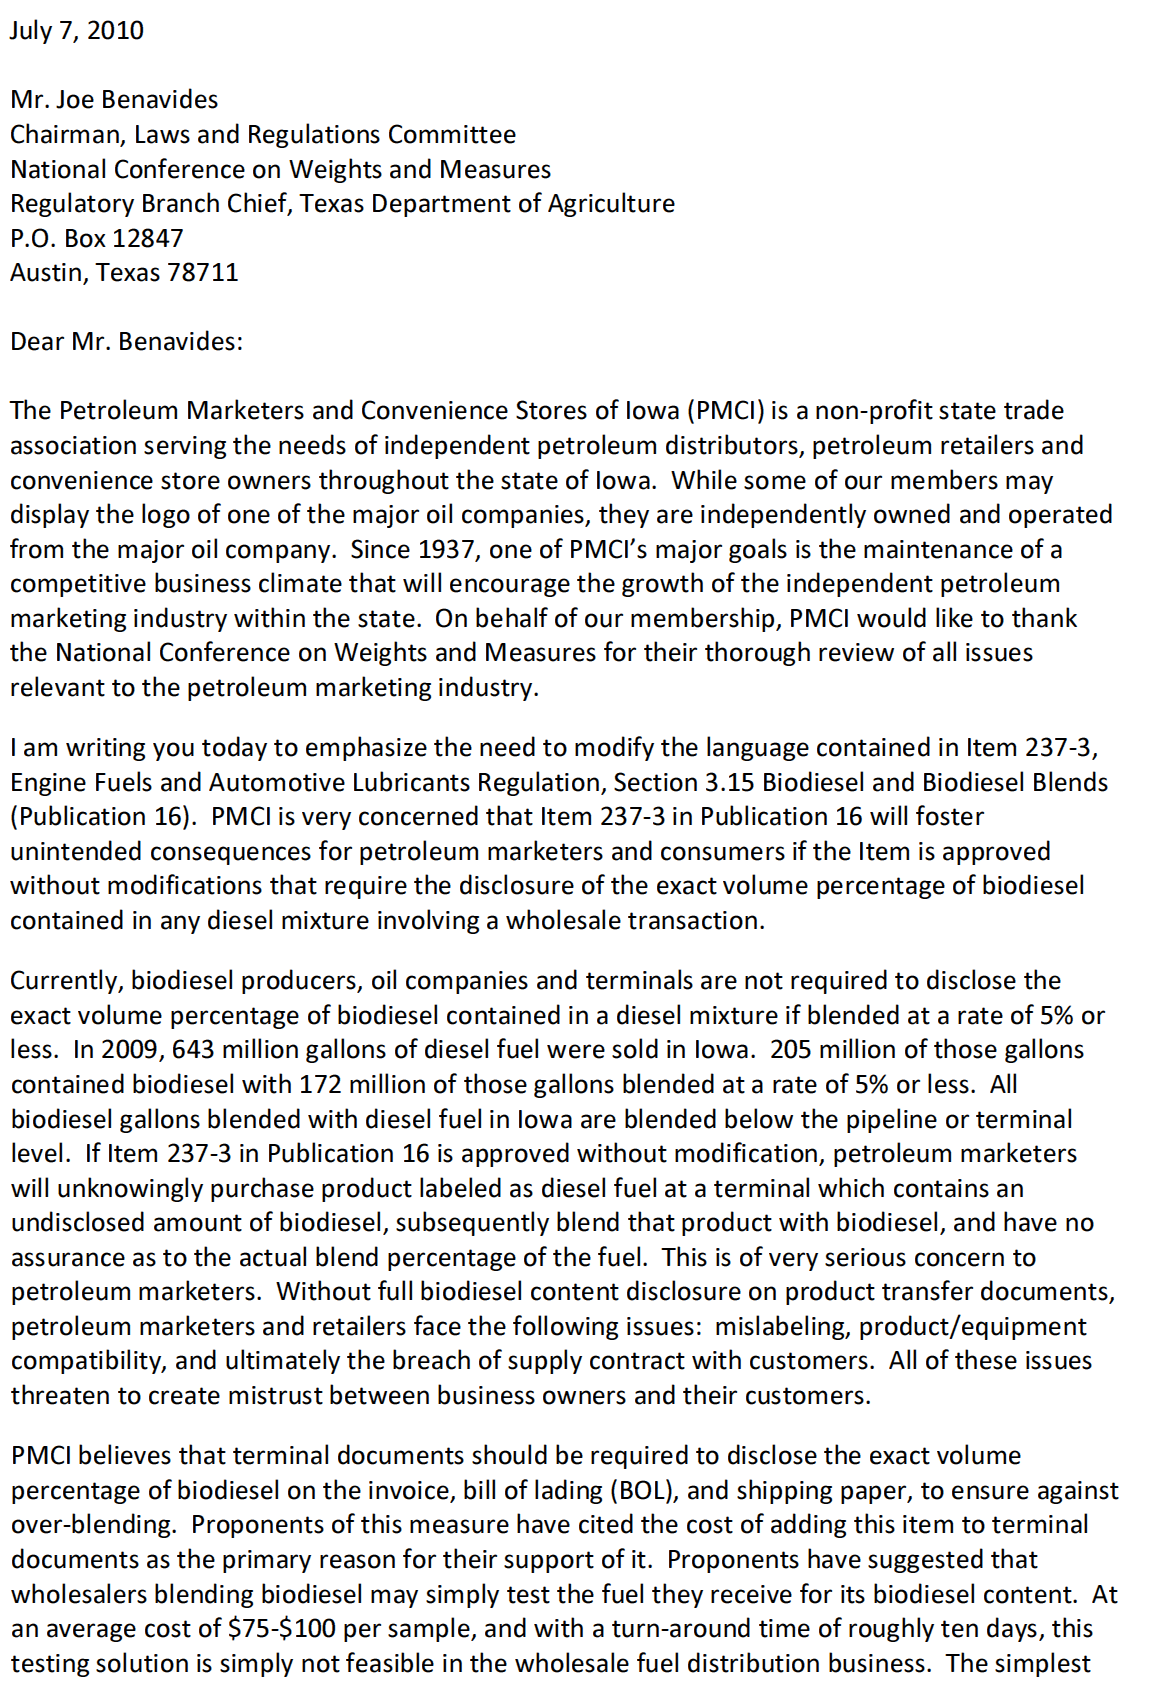 July 7, 2010
Mr. Joe Benavides
Chairman, Laws and Regulations Committee
National Conference on Weights and Measures
Regulatory Branch Chief, Texas Department of Agriculture
P.O. Box 12847
Austin, Texas 78711
Dear Mr. Benavides:
The Petroleum Marketers and Convenience Stores of Iowa (PMCI) is a non-profit state trade
association serving the needs of independent petroleum distributors, petroleum retailers and
convenience store owners throughout the state of Iowa.  While some of our members may
display the logo of one of the major oil companies, they are independently owned and operated
from the major oil company.  Since 1937, one of PMCI’s major goals is the maintenance of a
competitive business climate that will encourage the growth of the independent petroleum
marketing industry within the state.  On behalf of our membership, PMCI would like to thank
the National Conference on Weights and Measures for their thorough review of all issues
relevant to the petroleum marketing industry.
I am writing you today to emphasize the need to modify the language contained in Item 237-3,
Engine Fuels and Automotive Lubricants Regulation, Section 3.15 Biodiesel and Biodiesel Blends
(Publication 16).  PMCI is very concerned that Item 237-3 in Publication 16 will foster
unintended consequences for petroleum marketers and consumers if the Item is approved
without modifications that require the disclosure of the exact volume percentage of biodiesel
contained in any diesel mixture involving a wholesale transaction.
Currently, biodiesel producers, oil companies and terminals are not required to disclose the
exact volume percentage of biodiesel contained in a diesel mixture if blended at a rate of 5% or
less.  In 2009, 643 million gallons of diesel fuel were sold in Iowa.  205 million of those gallons
contained biodiesel with 172 million of those gallons blended at a rate of 5% or less.  All
biodiesel gallons blended with diesel fuel in Iowa are blended below the pipeline or terminal
level.  If Item 237-3 in Publication 16 is approved without modification, petroleum marketers
will unknowingly purchase product labeled as diesel fuel at a terminal which contains an
undisclosed amount of biodiesel, subsequently blend that product with biodiesel, and have no
assurance as to the actual blend percentage of the fuel.  This is of very serious concern to
petroleum marketers.  Without full biodiesel content disclosure on product transfer documents,
petroleum marketers and retailers face the following issues:  mislabeling, product/equipment
compatibility, and ultimately the breach of supply contract with customers.  All of these issues
threaten to create mistrust between business owners and their customers.
PMCI believes that terminal documents should be required to disclose the exact volume
percentage of biodiesel on the invoice, bill of lading (BOL), and shipping paper, to ensure against
over-blending.  Proponents of this measure have cited the cost of adding this item to terminal
documents as the primary reason for their support of it.  Proponents have suggested that
wholesalers blending biodiesel may simply test the fuel they receive for its biodiesel content.  At
an average cost of $75-$100 per sample, and with a turn-around time of roughly ten days, this
testing solution is simply not feasible in the wholesale fuel distribution business.  The simplest